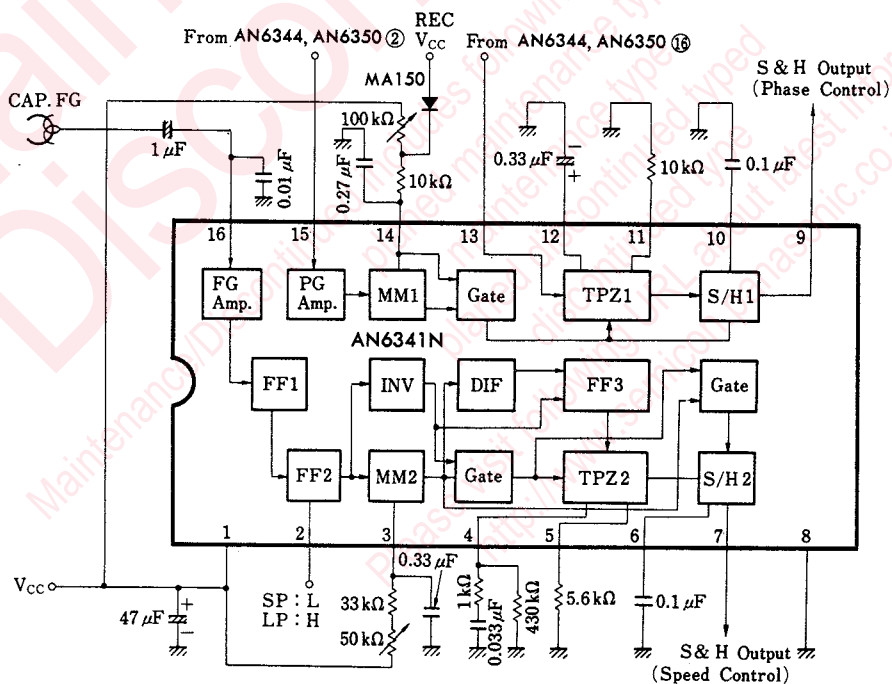 From AN6344, AN6350 ②
REC
VCC
From AN6344, AN6350 ⑯
S & H Output
(Phase Control)
MA150
CAP. FG
1 μF
0.01 μF
100 kΩ
0.27 μF
10 kΩ
0.33 μF
−
+
10 kΩ
0.1 μF
16
15
14
13
12
11
10
9
FG
Amp.
PG
Amp.
MM1
Gate
TPZ1
S/H1
AN6341N
FF1
INV
DIF
FF3
Gate
FF2
MM2
Gate
TPZ2
S/H2
1
2
3
4
5
6
7
8
VCC
47 μF
+
−
SP : L
LP : H
33 kΩ
50 kΩ
0.33 μF
1 kΩ
0.033 μF
430 kΩ
5.6 kΩ
0.1 μF
S & H Output
(Speed Control)